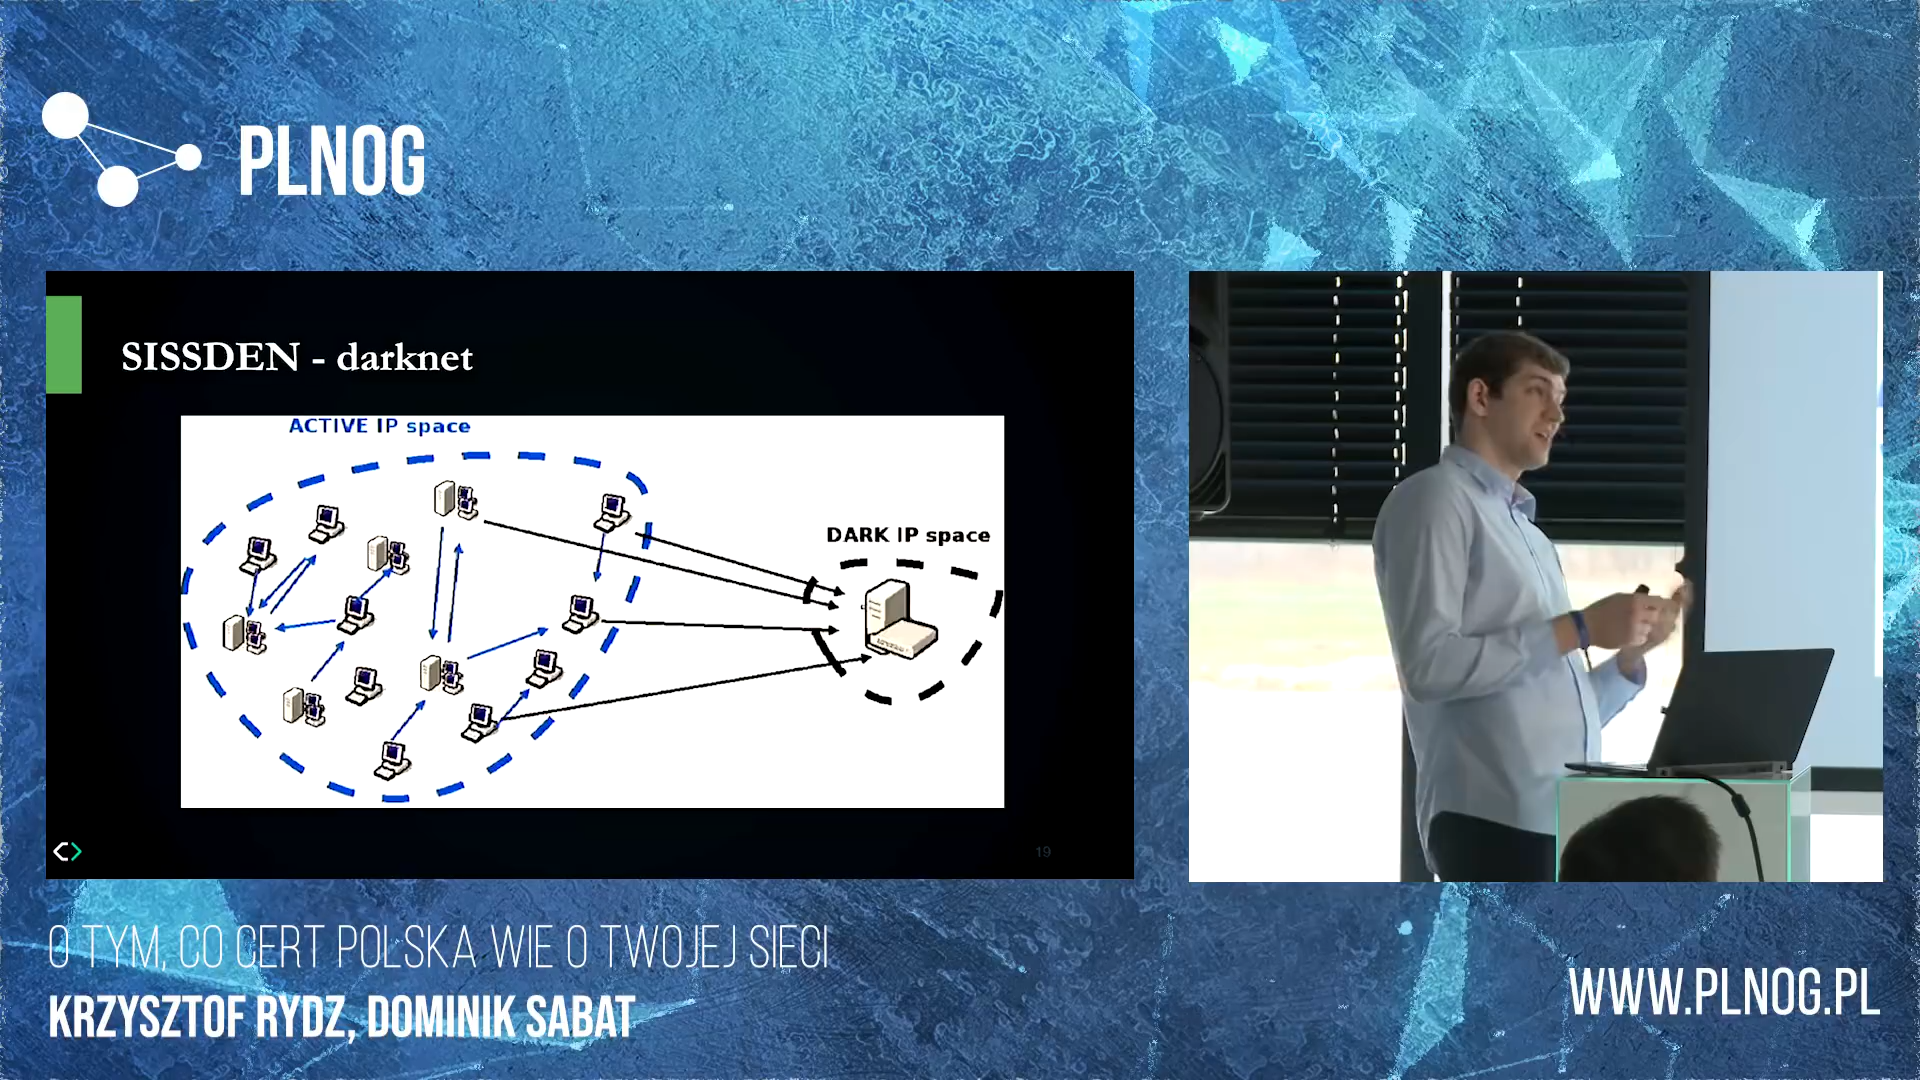 PLNOG
SISSDEN - darknet
ACTIVE IP space
DARK IP space
19
O TYM, CO CERT POLSKA WIE O TWOJEJ SIECI
KRZYSZTOF RYDZ, DOMINIK SABAT
WWW.PLNOG.PL